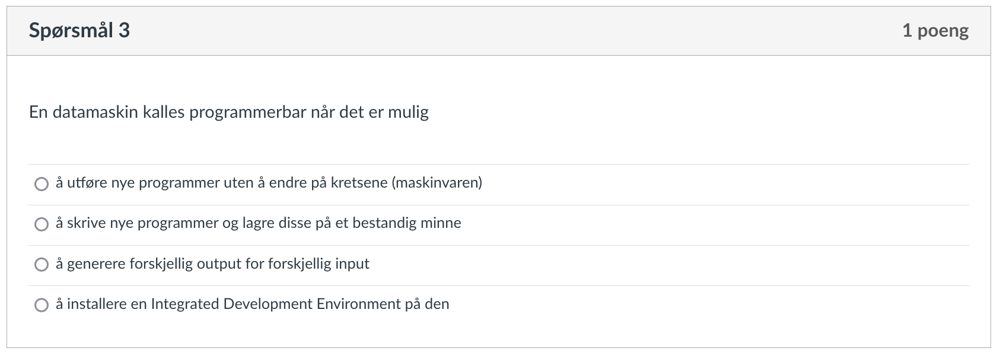 Spørsmål 3
1 poeng
En datamaskin kalles programmerbar når det er mulig
å utføre nye programmer uten å endre på kretsene (maskinvaren)
å skrive nye programmer og lagre disse på et bestandig minne
å generere forskjellig output for forskjellig input
å installere en Integrated Development Environment på den